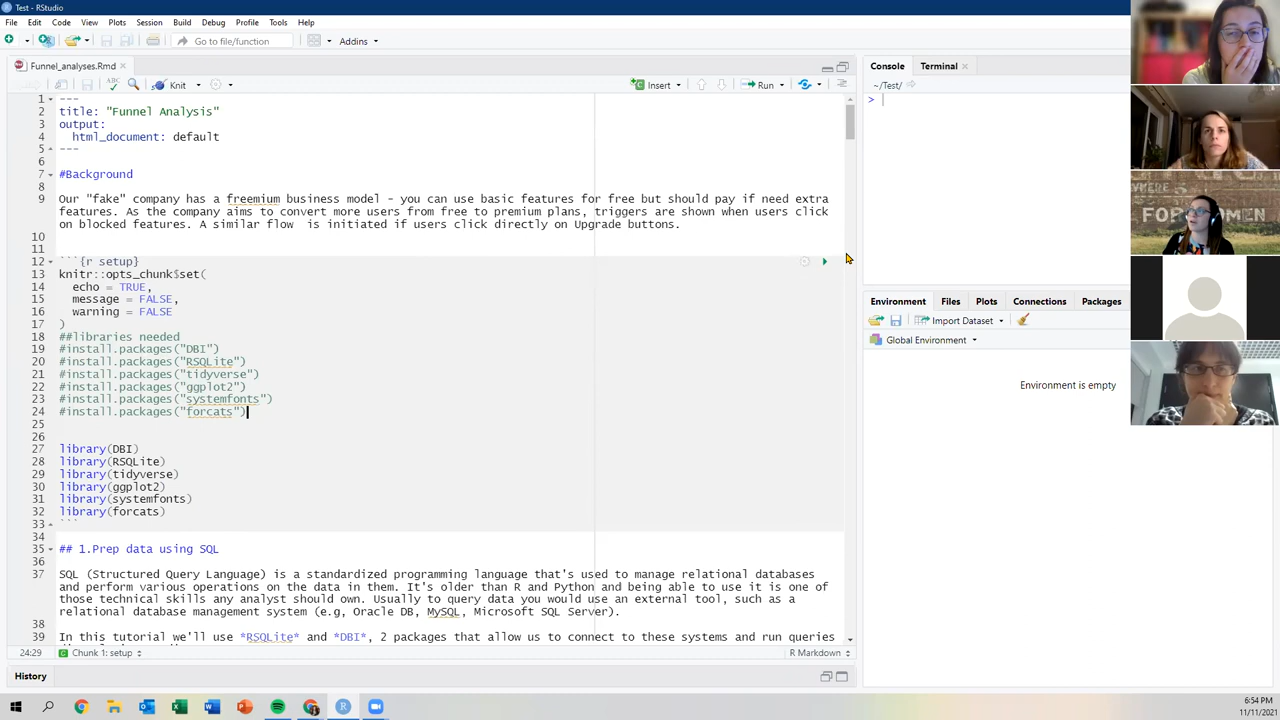 Test - RStudio
File Edit Code View Plots Session Build Debug Profile Tools Help
Go to file/function Addins
Funnel_analyses.Rmd
Knit Insert Run
1 ---
2 title: "Funnel Analysis"
3 output:
4 html_document: default
5 ---
6
7 #Background
8
9 Our "fake" company has a freemium business model - you can use basic features for free but should pay if need extra
features. As the company aims to convert more users from free to premium plans, triggers are shown when users click
on blocked features. A similar flow is initiated if users click directly on Upgrade buttons.
10
11
12 ```{r setup}
13 knitr::opts_chunk$set(
14 echo = TRUE,
15 message = FALSE,
16 warning = FALSE
17 )
18 ##libraries needed
19 #install.packages("DBI")
20 #install.packages("RSQLite")
21 #install.packages("tidyverse")
22 #install.packages("ggplot2")
23 #install.packages("systemfonts")
24 #install.packages("forcats")
25
26
27 library(DBI)
28 library(RSQLite)
29 library(tidyverse)
30 library(ggplot2)
31 library(systemfonts)
32 library(forcats)
33 ```
34
35 ## 1.Prep data using SQL
36
37 SQL (Structured Query Language) is a standardized programming language that's used to manage relational databases
and perform various operations on the data in them. It's older than R and Python and being able to use it is one of
those technical skills any analyst should own. Usually to query data you would use an external tool, such as a
relational database management system (e.g, Oracle DB, MySQL, Microsoft SQL Server).
38
39 In this tutorial we'll use *RSQLite* and *DBI*, 2 packages that allow us to connect to these systems and run queries
24:29 Chunk 1: setup R Markdown
History
Console Terminal
~/Test/
>
Environment Files Plots Connections Packages
Import Dataset
Global Environment
Environment is empty
FOR WOMEN
6:54 PM
11/11/2021